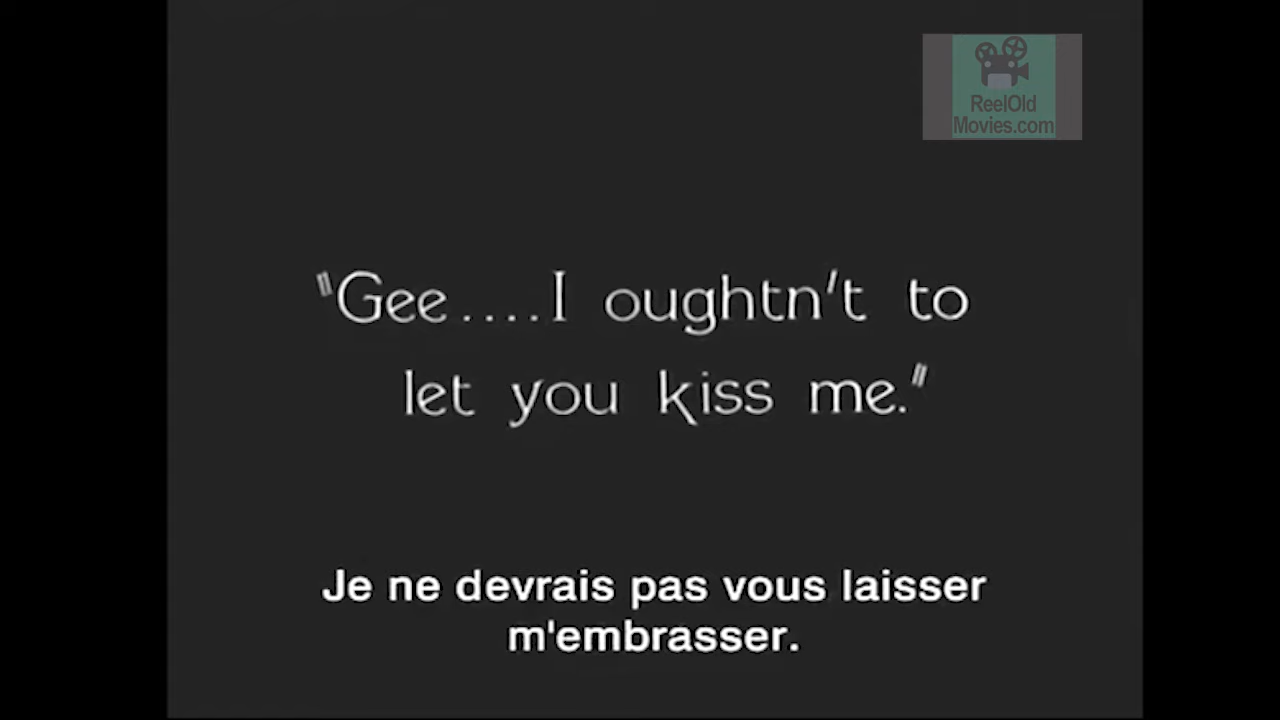 ReelOld
Movies.com
"Gee....I oughtn't to
let you kiss me."
Je ne devrais pas vous laisser
m'embrasser.